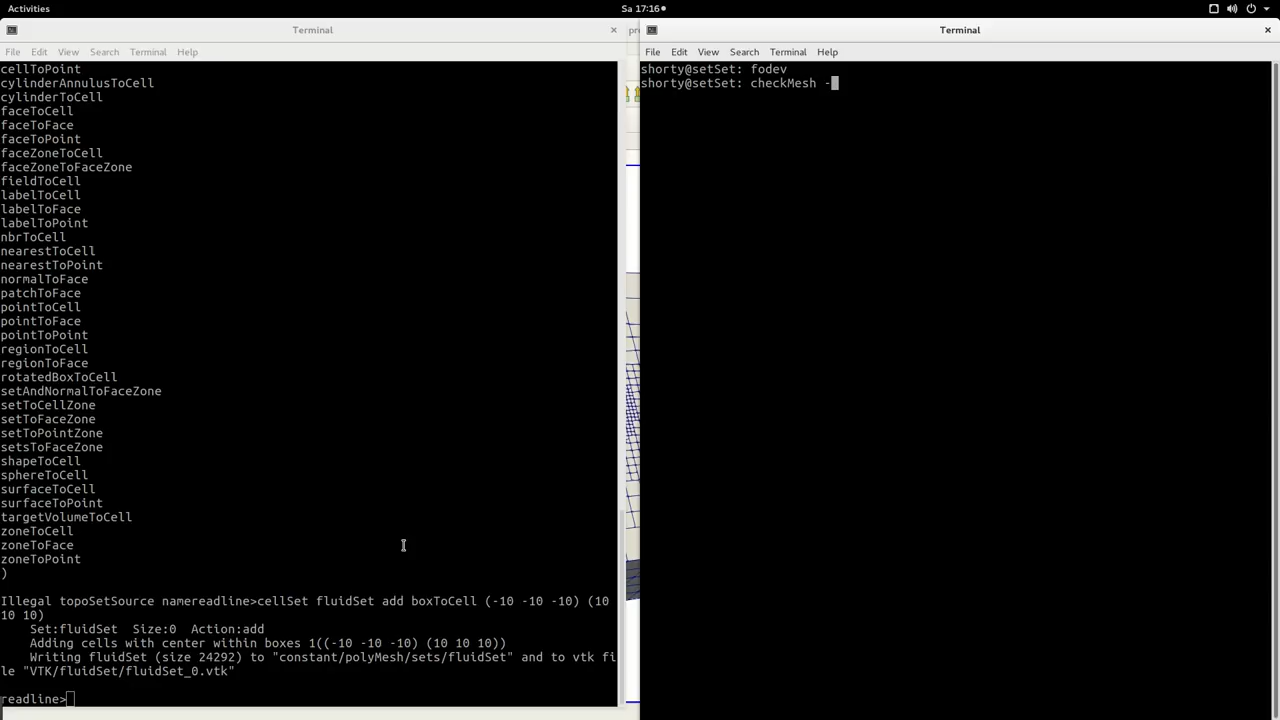 Activities
Sa 17:16
Terminal
File Edit View Search Terminal Help
cellToPoint
cylinderAnnulusToCell
cylinderToCell
faceToCell
faceToFace
faceToPoint
faceZoneToCell
faceZoneToFaceZone
fieldToCell
labelToCell
labelToFace
labelToPoint
nbrToCell
nearestToCell
nearestToPoint
normalToFace
patchToFace
pointToCell
pointToFace
pointToPoint
regionToCell
regionToFace
rotatedBoxToCell
setAndNormalToFaceZone
setToCellZone
setToFaceZone
setToPointZone
setsToFaceZone
shapeToCell
sphereToCell
surfaceToCell
surfaceToPoint
targetVolumeToCell
zoneToCell
zoneToFace
zoneToPoint
)
Illegal topoSetSource namereadline>cellSet fluidSet add boxToCell (-10 -10 -10) (10
10 10)
Set:fluidSet Size:0 Action:add
Adding cells with center within boxes 1((-10 -10 -10) (10 10 10))
Writing fluidSet (size 24292) to "constant/polyMesh/sets/fluidSet" and to vtk fi
le "VTK/fluidSet/fluidSet_0.vtk"
readline>
pr
Terminal
File Edit View Search Terminal Help
shorty@setSet: fodev
shorty@setSet: checkMesh -